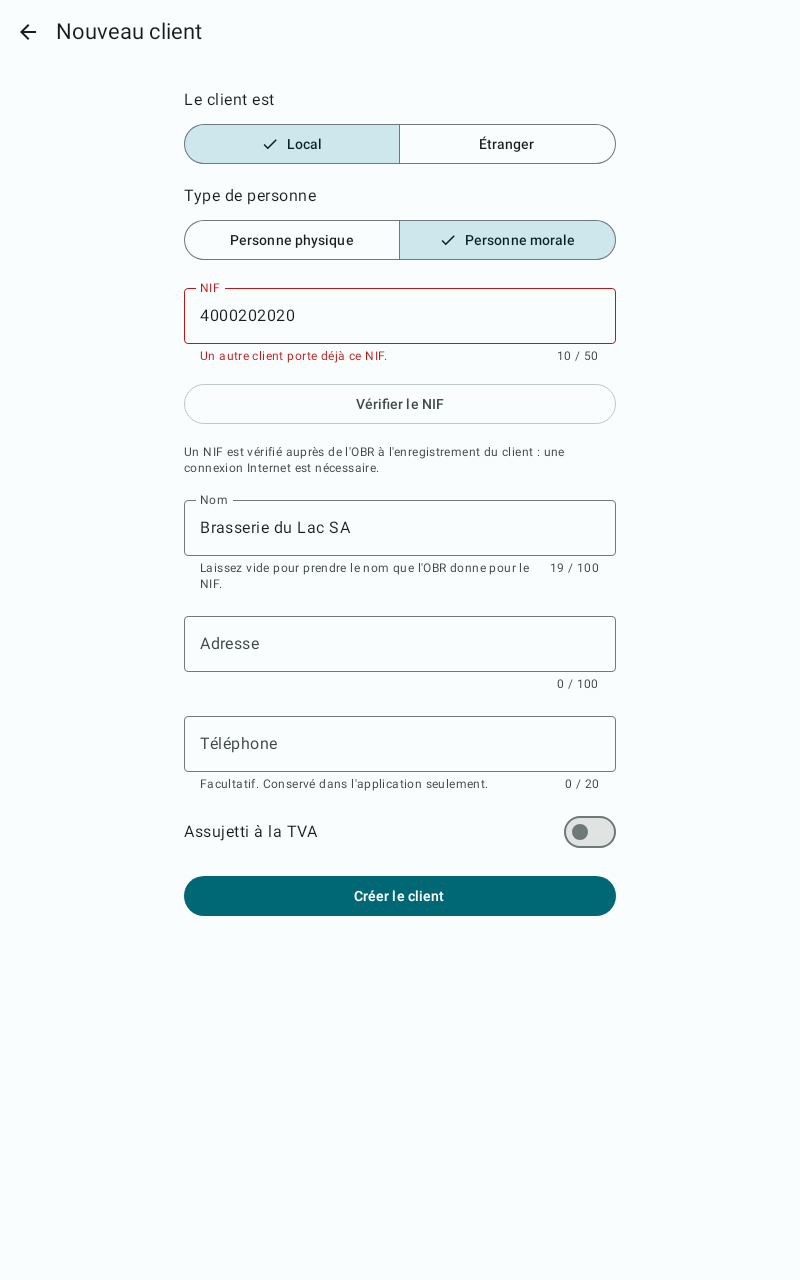 Nouveau client
Le client est
Local
Étranger
Type de personne
Personne physique
Personne morale
NIF
4000202020
Un autre client porte déjà ce NIF.
10 / 50
Vérifier le NIF
Un NIF est vérifié auprès de l'OBR à l'enregistrement du client : une
connexion Internet est nécessaire.
Nom
Brasserie du Lac SA
Laissez vide pour prendre le nom que l'OBR donne pour le
NIF.
19 / 100
Adresse
0 / 100
Téléphone
Facultatif. Conservé dans l'application seulement.
0 / 20
Assujetti à la TVA
Créer le client